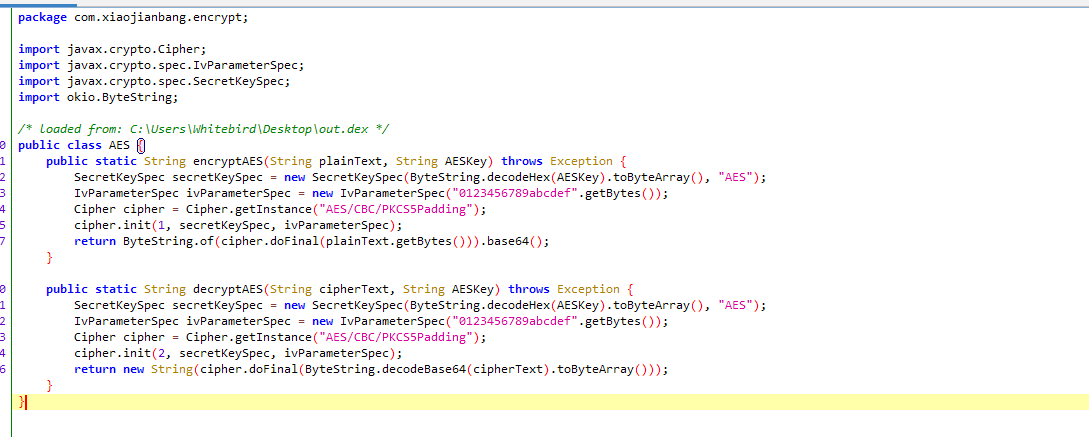 package com.xiaojianbang.encrypt;
import javax.crypto.Cipher;
import javax.crypto.spec.IvParameterSpec;
import javax.crypto.spec.SecretKeySpec;
import okio.ByteString;
/* loaded from: C:\Users\Whitebird\Desktop\out.dex */
0 public class AES {
1 public static String encryptAES(String plainText, String AESKey) throws Exception {
2 SecretKeySpec secretKeySpec = new SecretKeySpec(ByteString.decodeHex(AESKey).toByteArray(), "AES");
3 IvParameterSpec ivParameterSpec = new IvParameterSpec("0123456789abcdef".getBytes());
4 Cipher cipher = Cipher.getInstance("AES/CBC/PKCS5Padding");
5 cipher.init(1, secretKeySpec, ivParameterSpec);
7 return ByteString.of(cipher.doFinal(plainText.getBytes())).base64();
}
0 public static String decryptAES(String cipherText, String AESKey) throws Exception {
1 SecretKeySpec secretKeySpec = new SecretKeySpec(ByteString.decodeHex(AESKey).toByteArray(), "AES");
2 IvParameterSpec ivParameterSpec = new IvParameterSpec("0123456789abcdef".getBytes());
3 Cipher cipher = Cipher.getInstance("AES/CBC/PKCS5Padding");
4 cipher.init(2, secretKeySpec, ivParameterSpec);
6 return new String(cipher.doFinal(ByteString.decodeBase64(cipherText).toByteArray()));
}
}